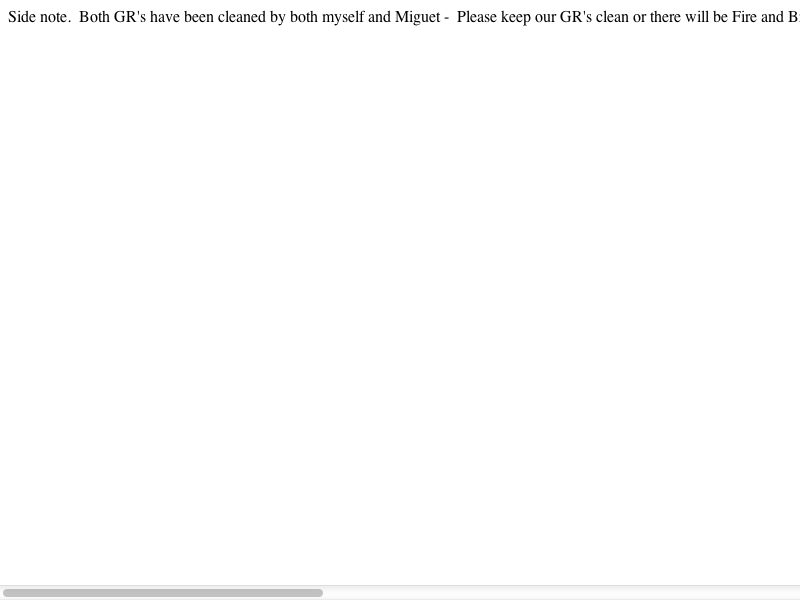 Side note.  Both GR's have been cleaned by both myself and Miguet -  Please keep our GR's clean or there will be Fire and